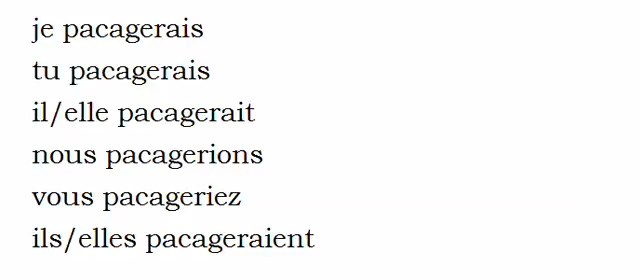 je pacagerais
tu pacagerais
il/elle pacagerait
nous pacagerions
vous pacageriez
ils/elles pacageraient